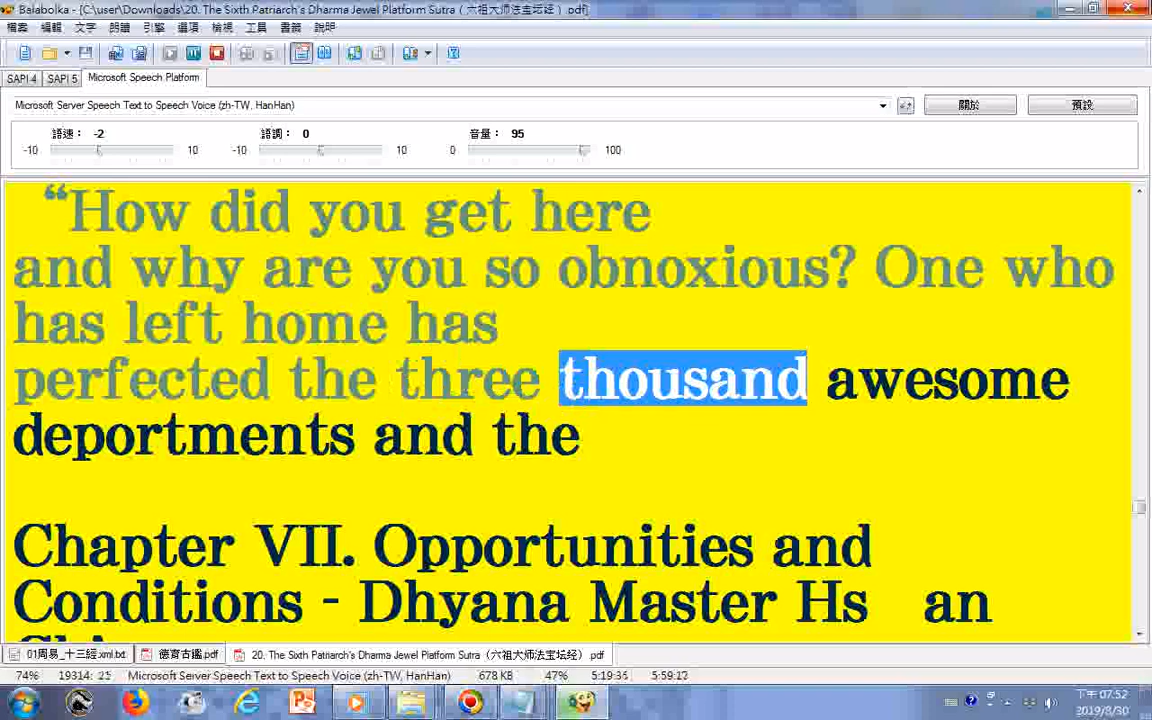 Balabolka - [C:\user\Downloads\20. The Sixth Patriarch's Dharma Jewel Platform Sutra（六祖大师法宝坛经）.pdf]
檔案 編輯 文字 朗讀 引擎 選項 檢視 工具 書籤 說明
SAPI 4 SAPI 5 Microsoft Speech Platform
Microsoft Server Speech Text to Speech Voice (zh-TW, HanHan) 關於 預設
語速： -2 語調： 0 音量： 95
-10 10 -10 10 0 100
“How did you get here
and why are you so obnoxious? One who
has left home has
perfected the three thousand awesome
deportments and the
Chapter VII. Opportunities and
Conditions - Dhyana Master Hs an
01周易_十三經.xml.txt 德育古鑑.pdf 20. The Sixth Patriarch's Dharma Jewel Platform Sutra（六祖大师法宝坛经）.pdf
74% 19314: 25 Microsoft Server Speech Text to Speech Voice (zh-TW, HanHan) 678 KB 47% 5:19:36 5:59:17
下午 07:52
2019/8/30